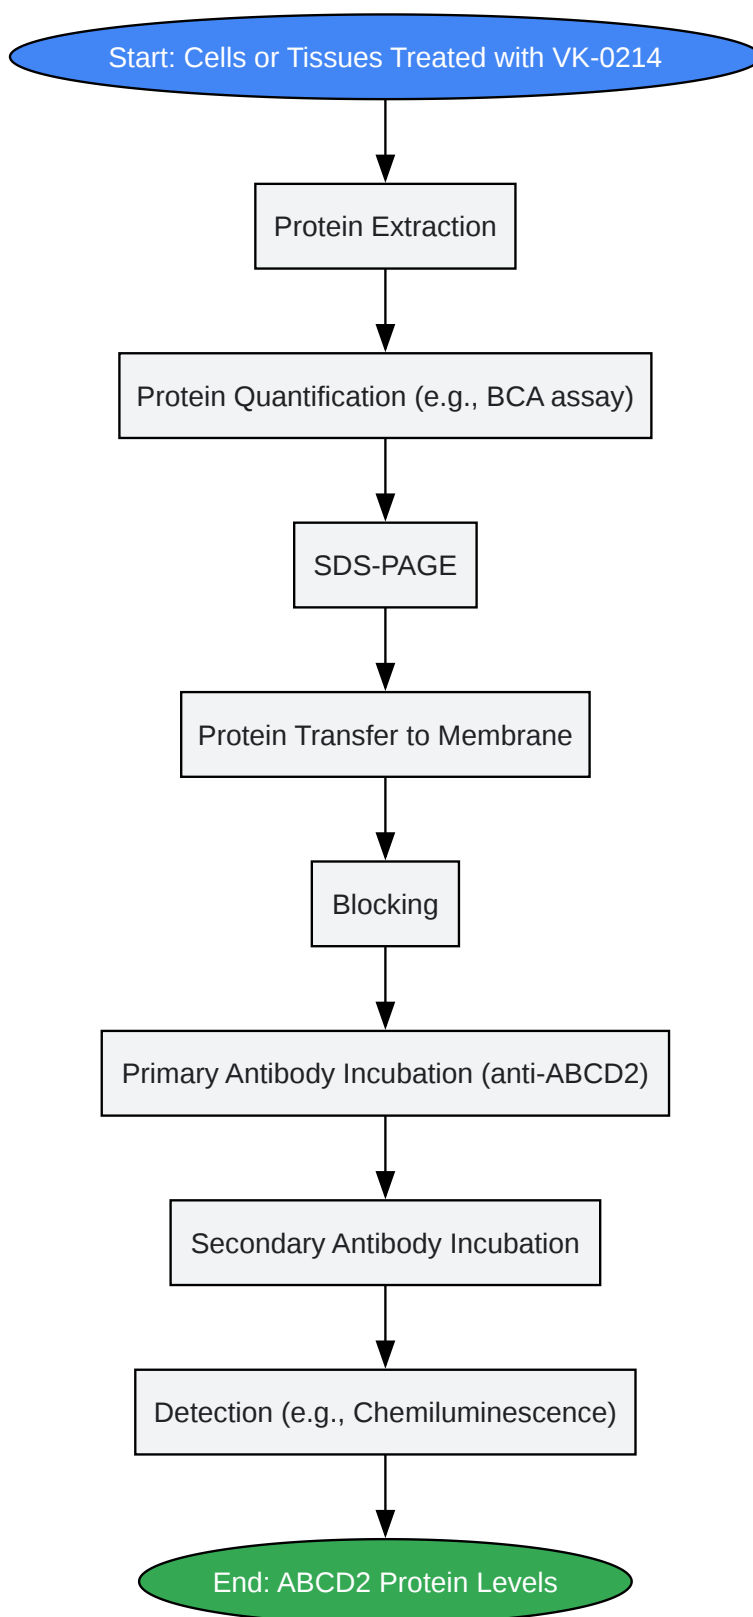 Start: Cells or Tissues Treated with VK-0214
Protein Extraction
Protein Quantification (e.g., BCA assay)
SDS-PAGE
Protein Transfer to Membrane
Blocking
Primary Antibody Incubation (anti-ABCD2)
Secondary Antibody Incubation
Detection (e.g., Chemiluminescence)
End: ABCD2 Protein Levels